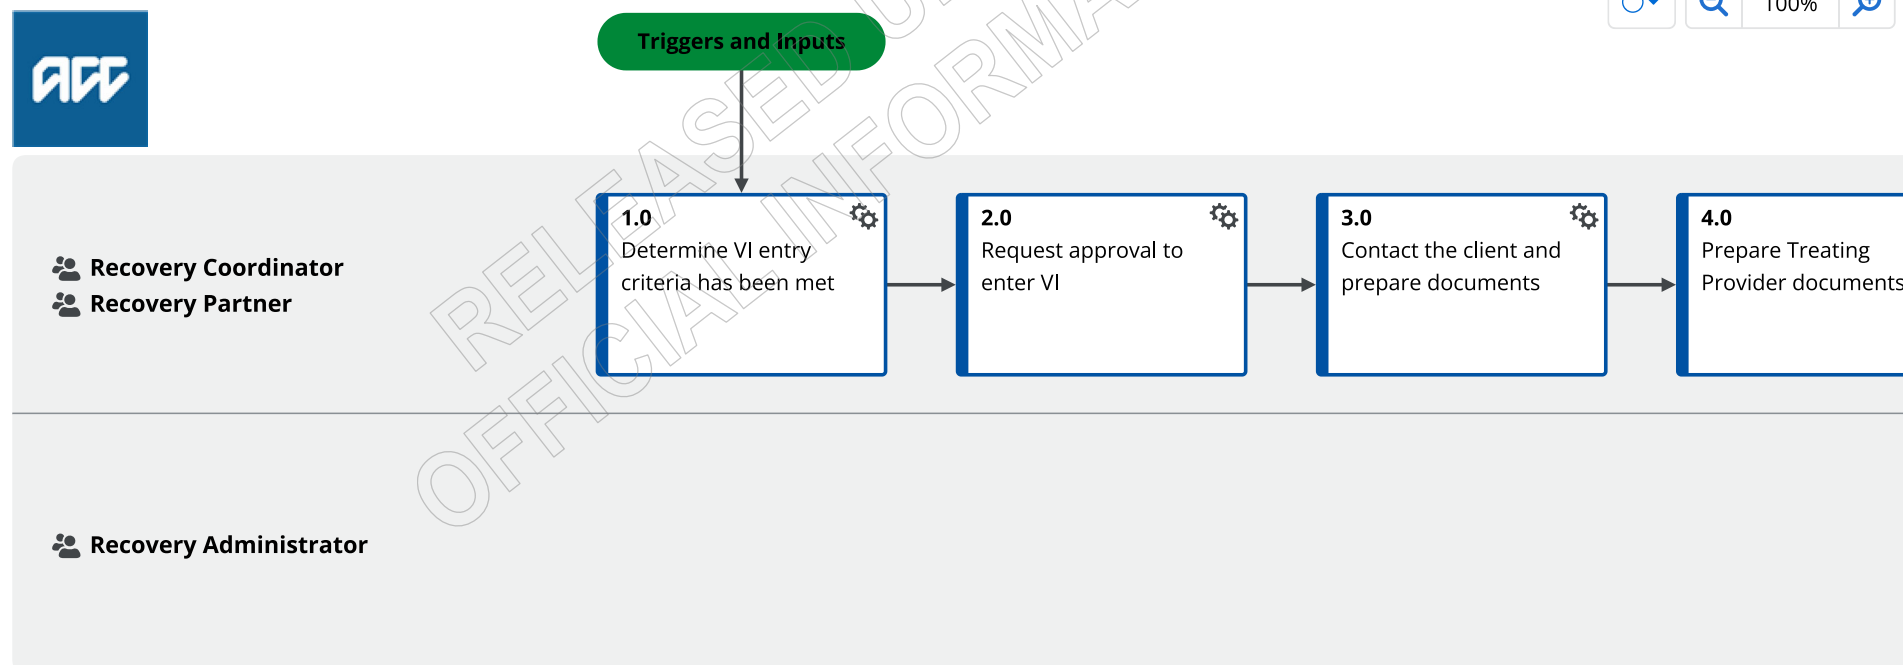 acc
Triggers and Inputs
100%
Recovery Coordinator
Recovery Partner
1.0
Determine VI entry
criteria has been met
2.0
Request approval to
enter VI
3.0
Contact the client and
prepare documents
4.0
Prepare Treating
Provider documents
Recovery Administrator
RELEASED U
OFFICIAL INFORMA